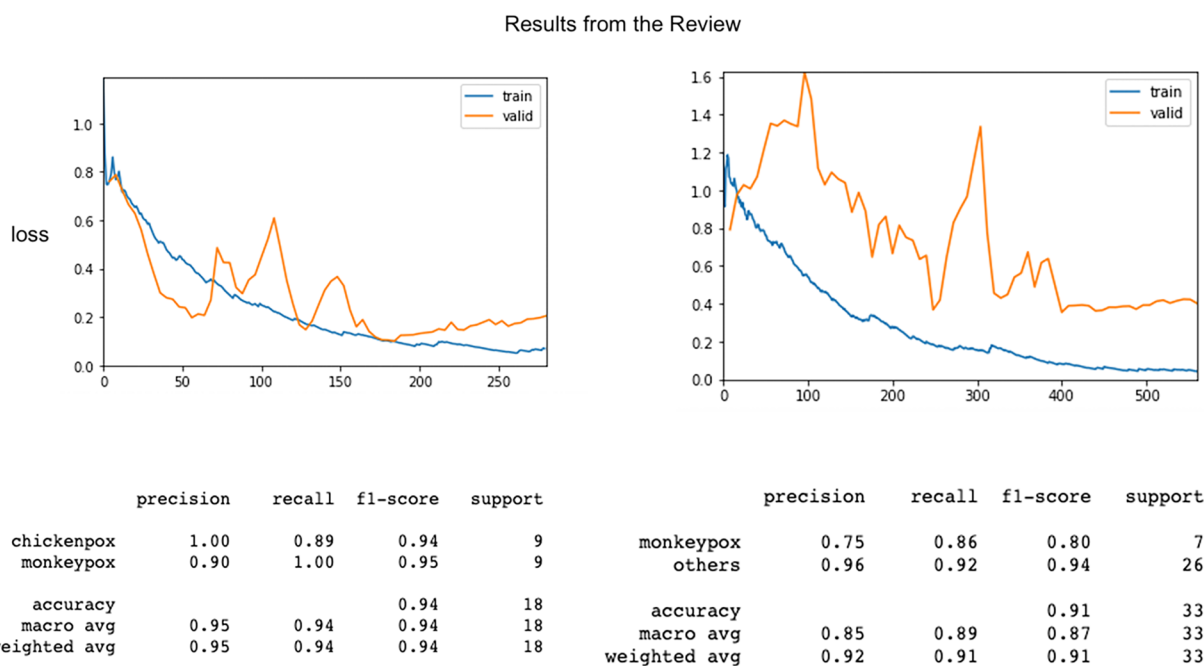 Results from the Review
loss
train
valid
1.0
0.8
0.6
0.4
0.2
0.0
0 50 100 150 200 250
train
valid
1.6
1.4
1.2
1.0
0.8
0.6
0.4
0.2
0.0
0 100 200 300 400 500
precision recall f1-score support
chickenpox 1.00 0.89 0.94 9
monkeypox 0.90 1.00 0.95 9
accuracy 0.94 18
macro avg 0.95 0.94 0.94 18
eighted avg 0.95 0.94 0.94 18
precision recall f1-score support
monkeypox 0.75 0.86 0.80 7
others 0.96 0.92 0.94 26
accuracy 0.91 33
macro avg 0.85 0.89 0.87 33
weighted avg 0.92 0.91 0.91 33